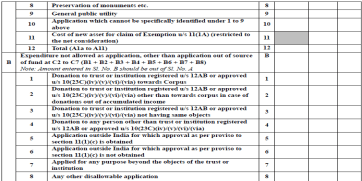 8 Preservation of monuments etc. 8
9 General public utility 9
10 Application which cannot be specifically identified under 1 to 9 10
above
11 Cost of new asset for claim of Exemption u/s 11(1A) (restricted 11
to the net consideration)
12 Total (A1a to A11) 12
B Expenditure not allowed as application, other than application out of source
of fund at C2 to C7 (B1 + B2 + B3 + B4 + B5 + B6 + B7 + B8)
Note: Amount entered in Sl. No. B should be out of Sl. No. A
1 Donation to trust or institution registered u/s 12AB or approved 1
u/s 10(23C)(iv)/(v)/(vi)/(via) towards Corpus
2 Donation to trust or institution registered u/s 12AB or approved 2
u/s 10(23C)(iv)/(v)/(vi)/(via) other than towards corpus in case of
donations out of accumulated income
3 Donation to trust or institution registered u/s 12AB or approved 3
u/s 10(23C)(iv)/(v)/(vi)/(via) not having same objects
4 Donation to any person other than trust or institution registered 4
u/s 12AB or approved u/s 10(23C)(iv)/(v)/(vi)/(via)
5 Application outside India for which approval as per proviso to 5
section 11(1)(c) is obtained
6 Application outside India for which approval as per proviso to 6
section 11(1)(c) is not obtained
7 Applied for any purpose beyond the objects of the trust or 7
institution
8 Any other disallowable application 8